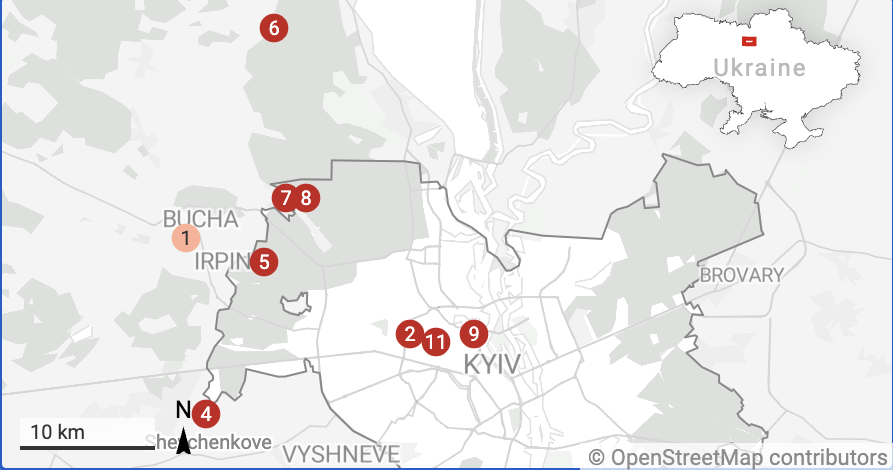 6
Ukraine
7 8
BUCHA
1
IRPIN
5
BROVARY
2
11
9
KYIV
N
4
10 km
Shevchenkove
VYSHNEVE
© OpenStreetMap contributors